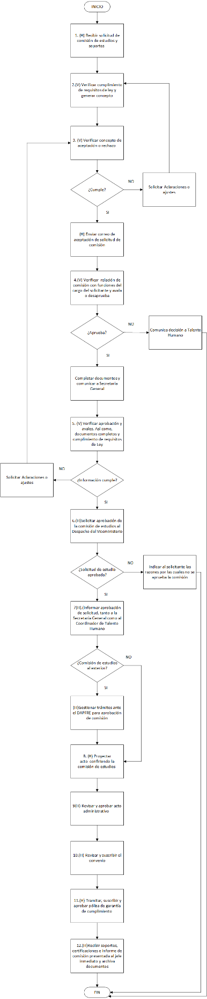 INICIO
1. (H) Recibir solicitud de
comisión de estudios y
soportes
2.(V) Verificar cumplimiento
de requisitos de ley y
generar concepto
3. (V) Verificar concepto de
aceptación o rechazo
¿Cumple?
NO
Solicitar Aclaraciones o
ajustes
SI
(H) Enviar correo de
aceptación de solicitud de
comisión
4.(V) Verificar relación de
comisión con funciones del
cargo del solicitante y avala
o desaprueba
¿Aprueba?
NO
Comunica decisión a Talento
Humano
SI
Completar documentos y
comunicar a Secretaría
General
5. (V) Verificar aprobación y
avales. Así como,
documentos completos y
cumplimiento de requisitos
de Ley
¿Información cumple?
NO
Solicitar Aclaraciones o
ajustes
SI
6.(H)Solicitar aprobación de
la comisión de estudios al
Despacho del Viceministerio
¿Solicitud de estudio
aprobada?
NO
Indicar al solicitante las
razones por las cuales no se
aprueba la comisión
SI
7(H).(Informar aprobación
de solicitud, tanto a la
Secretaría General como al
Coordinador de Talento
Humano
¿Comisión de estudios
al exterior?
NO
SI
(H)Gestionar trámites ante
el DAPFRE para aprobación
de comisión
8. (H) Proyectar
acto confiriendo la
comisión de estudios
9(H) Revisar y aprobar acto
administrativo
10.(H) Revisar y suscribir el
convenio
11.(H) Tramitar, suscribir y
aprobar póliza de garantía
de cumplimiento
12.(H)Recibir soportes,
certificaciones e informe de
comisión presentada al jele
inmediato y archiva
documentos
FIN